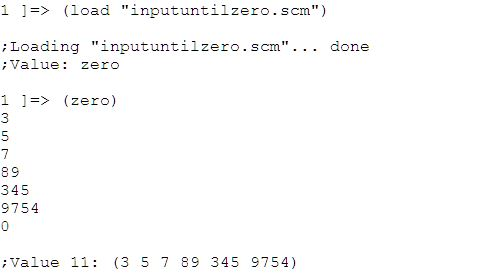 1 ]=> (load "inputuntilzero.scm")
;Loading "inputuntilzero.scm"... done
;Value: zero
1 ]=> (zero)
3
5
7
89
345
9754
0
;Value 11: (3 5 7 89 345 9754)